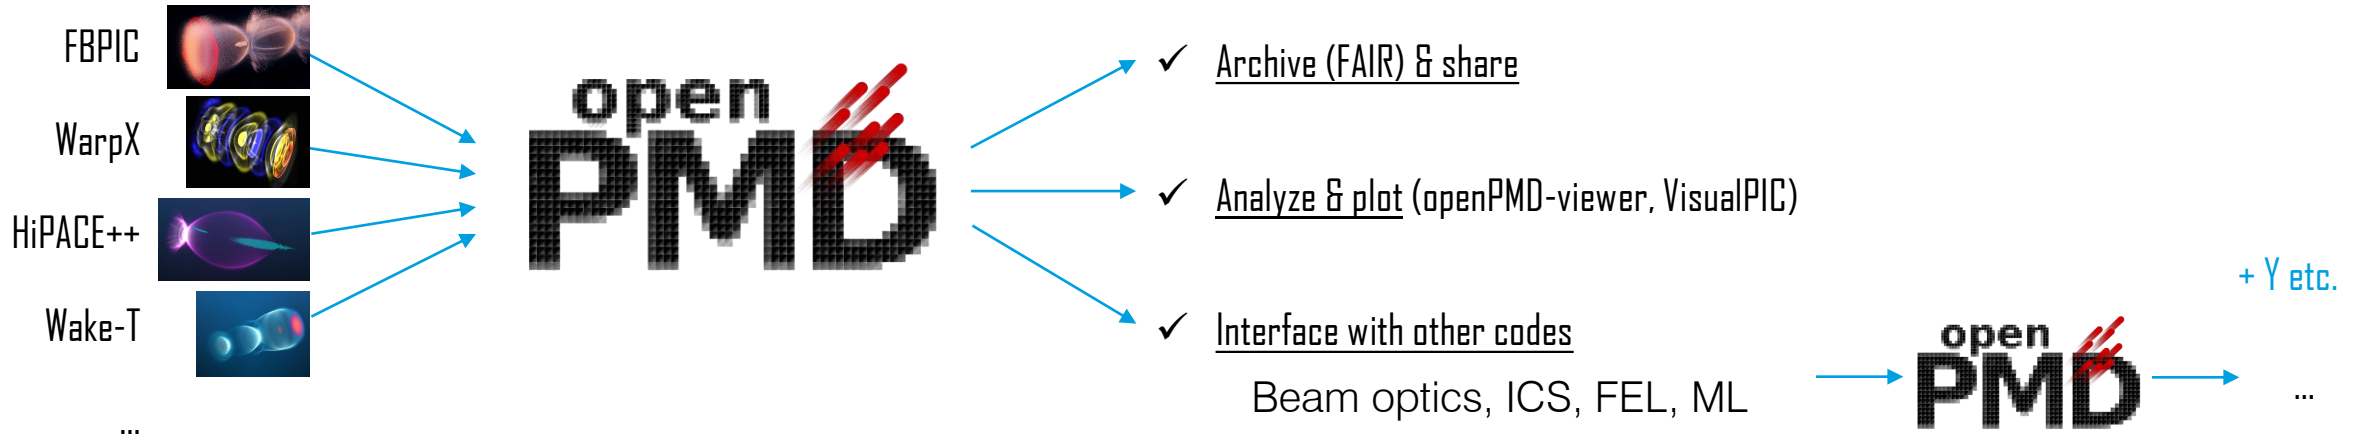 FBPIC
WarpX
HiPACE++
Wake-T
...
open
PMD
✓ Archive (FAIR) & share
✓ Analyze & plot (openPMD-viewer, VisualPIC)
✓ Interface with other codes
Beam optics, ICS, FEL, ML
open
PMD
+ Y etc.
...